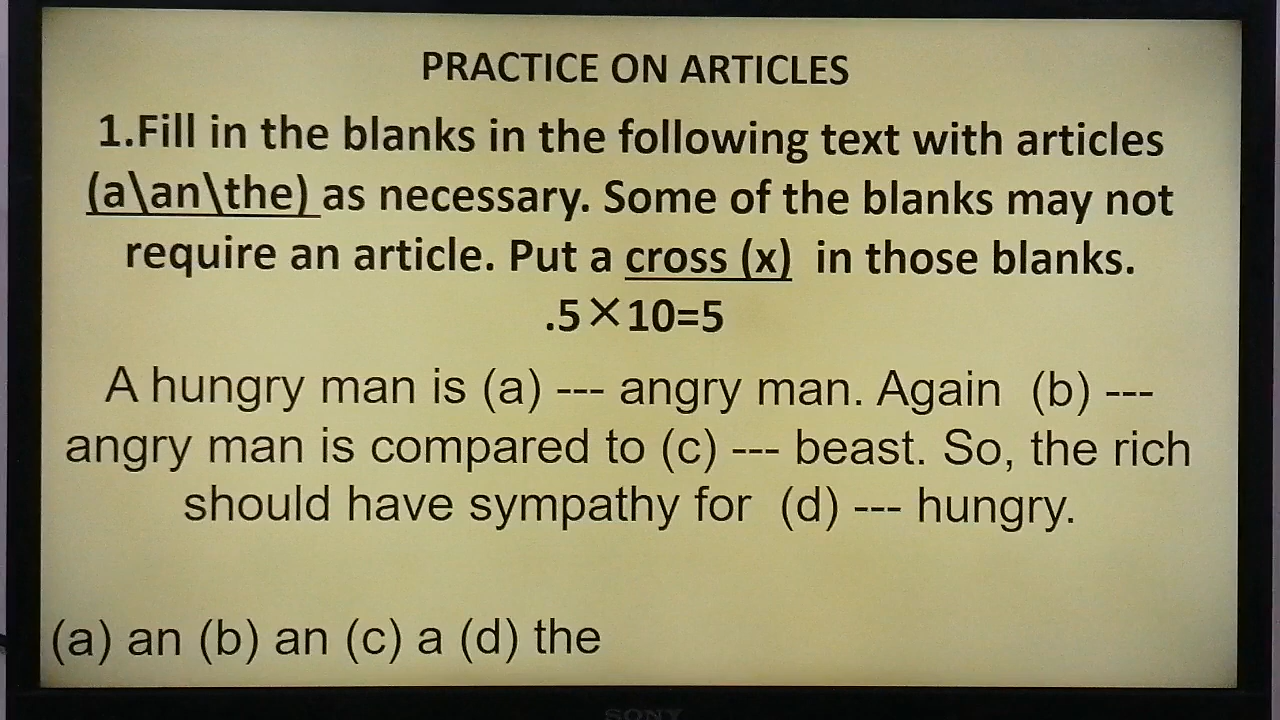 PRACTICE ON ARTICLES
1.Fill in the blanks in the following text with articles
(a\an\the) as necessary. Some of the blanks may not
require an article. Put a cross (x) in those blanks.
.5×10=5
A hungry man is (a) --- angry man. Again (b) ---
angry man is compared to (c) --- beast. So, the rich
should have sympathy for (d) --- hungry.
(a) an (b) an (c) a (d) the
SONY